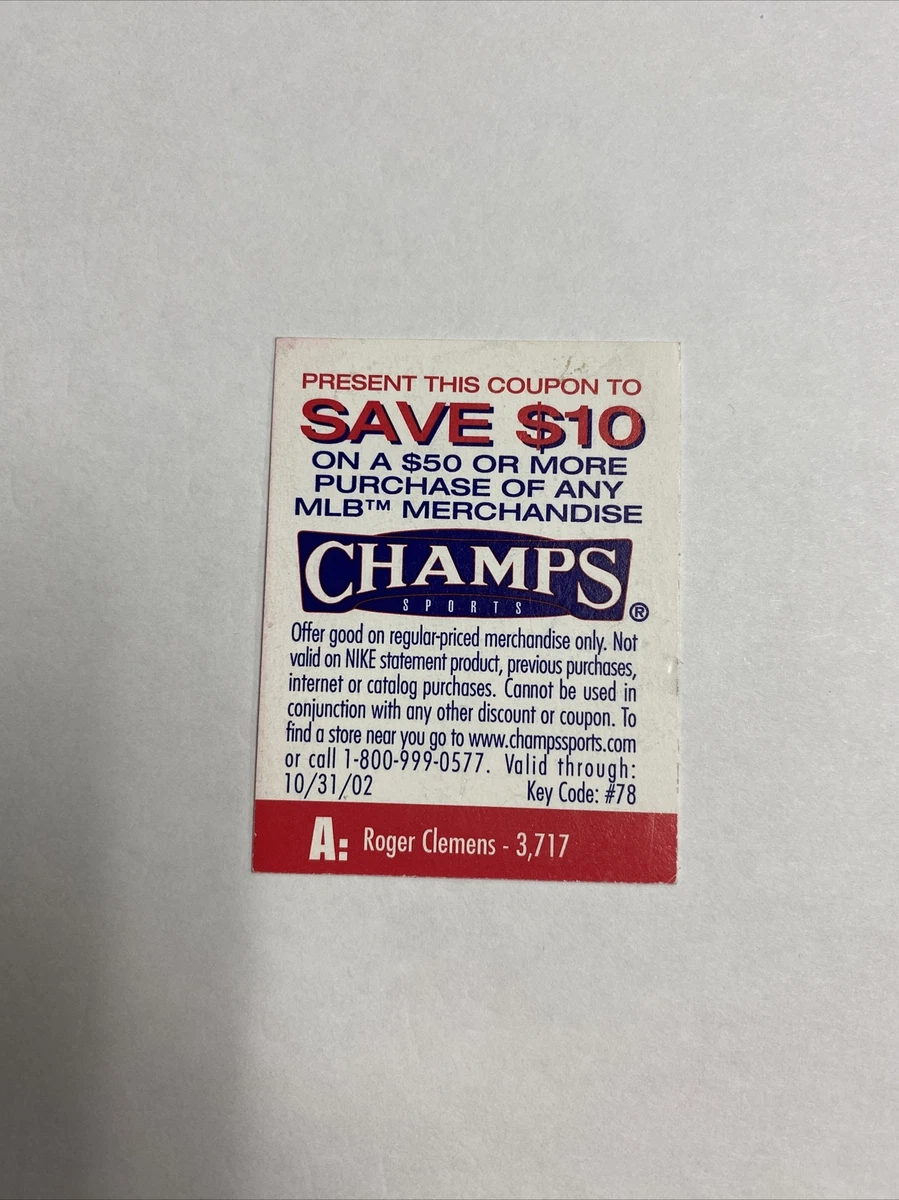 PRESENT THIS COUPON TO
SAVE $10
ON A $50 OR MORE
PURCHASE OF ANY
MLB™ MERCHANDISE
CHAMPS
SPORTS ®
Offer good on regular-priced merchandise only. Not
valid on NIKE statement product, previous purchases,
internet or catalog purchases. Cannot be used in
conjunction with any other discount or coupon. To
find a store near you go to www.champssports.com
or call 1-800-999-0577. Valid through:
10/31/02 Key Code: #78
A: Roger Clemens - 3,717